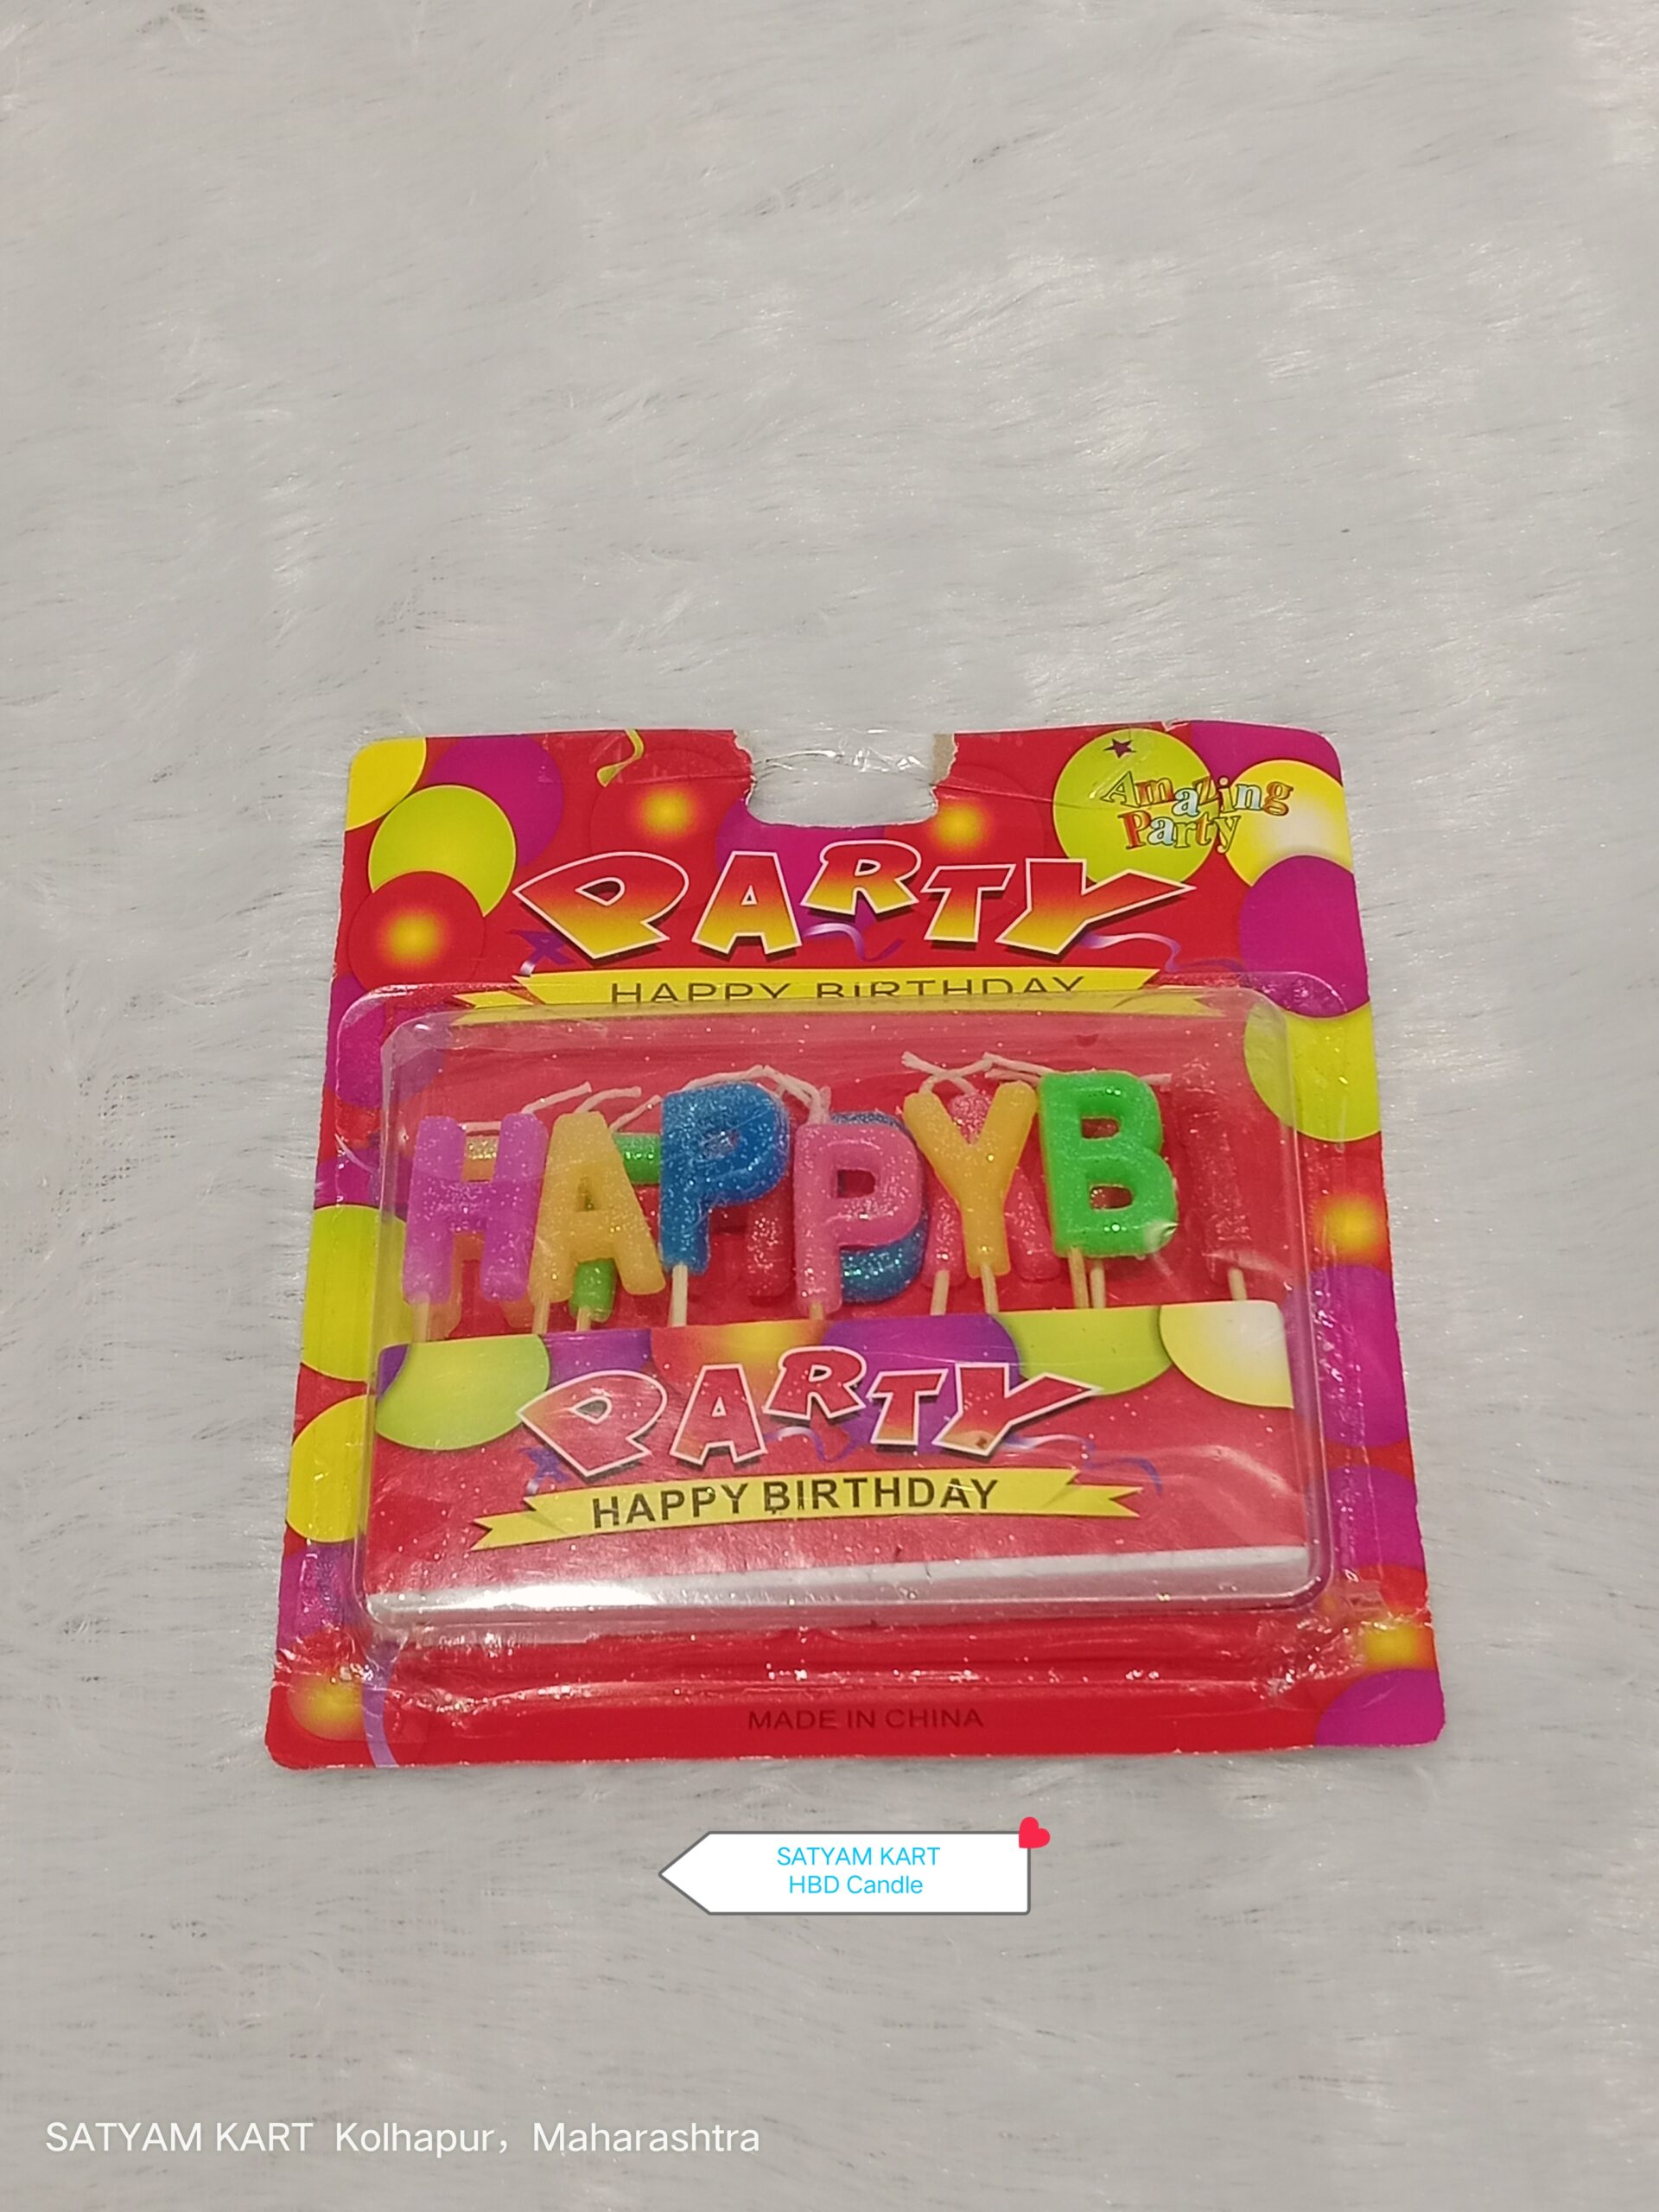 Amazing
Party
PARTY
HAPPY BIRTHDAY
HAPPYB
PARTY
HAPPY BIRTHDAY
MADE IN CHINA
SATYAM KART
HBD Candle
SATYAM KART Kolhapur, Maharashtra